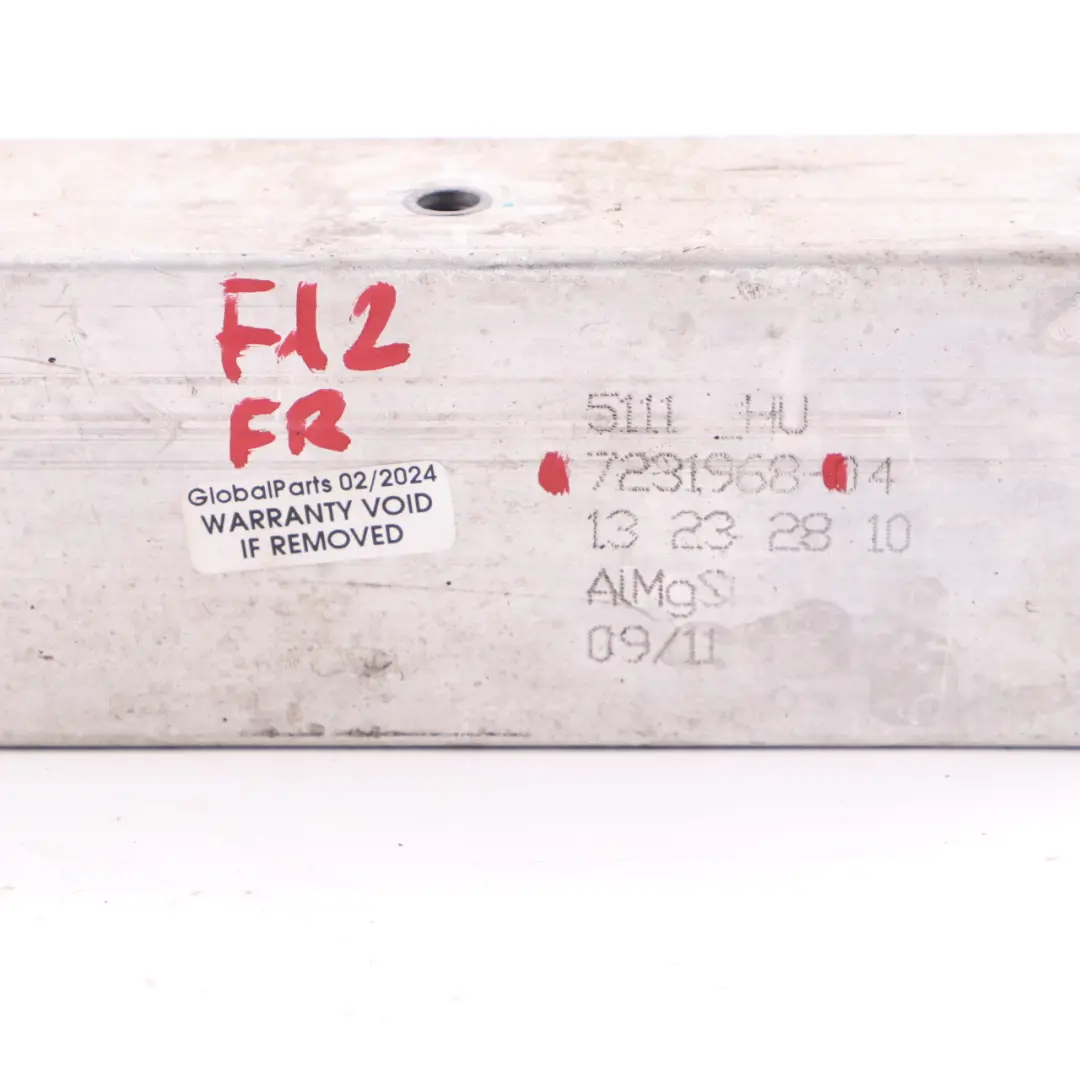 F12
FR
GlobalParts 02/2024
WARRANTY VOID
IF REMOVED
5111 HU
7231968-04
13 23 28 10
AlMgSi
09/11